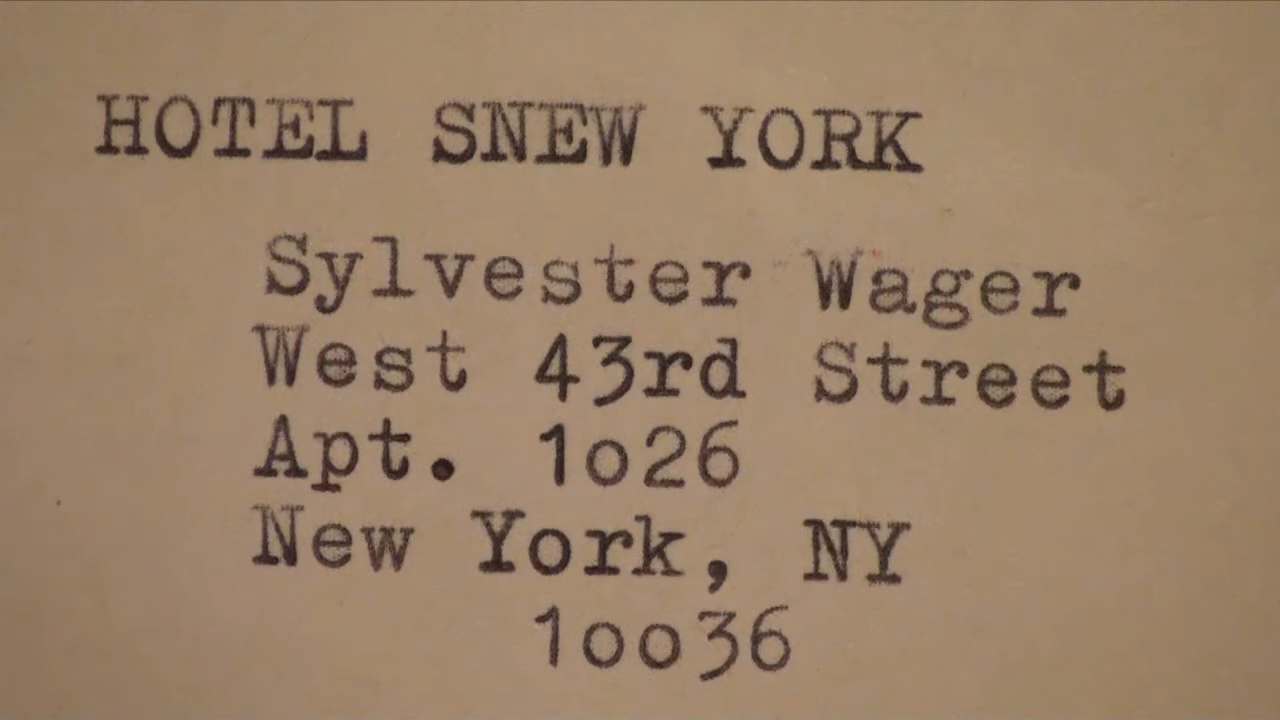 HOTEL SNEW YORK
Sylvester Wager
West 43rd Street
Apt. 1o26
New York, NY
1oo36